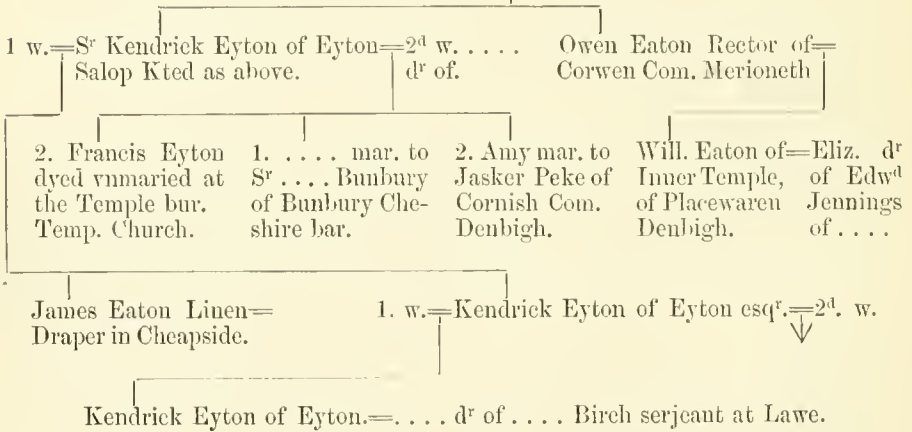 1 w.=Sʳ Kendrick Eyton of Eyton=2ᵈ w. . . . . Owen Eaton Rector of=
Salop Kted as above. dʳ of. Corwen Com. Merioneth
2. Francis Eyton 1. . . . . mar. to 2. Amy mar. to Will. Eaton of=Eliz. dʳ
dyed vnmaried at Sʳ . . . . Bunbury Jasker Peke of Inner Temple, of Edwᵈ
the Temple bur. of Bunbury Che- Cornish Com. of Placewaren Jennings
Temp. Church. shire bar. Denbigh. Denbigh. of . . . .
James Eaton Linen= 1. w.=Kendrick Eyton of Eyton esqʳ.=2ᵈ. w.
Draper in Cheapside.
Kendrick Eyton of Eyton.=. . . . dʳ of . . . . Birch serjeant at Lawe.